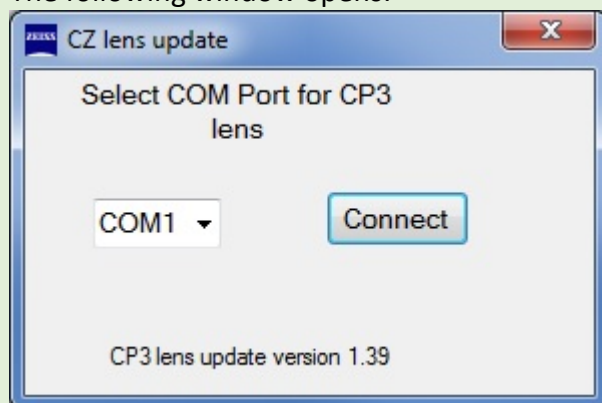 The following window opens:
ZEISS CZ lens update
Select COM Port for CP3
lens
COM1 Connect
CP3 lens update version 1.39